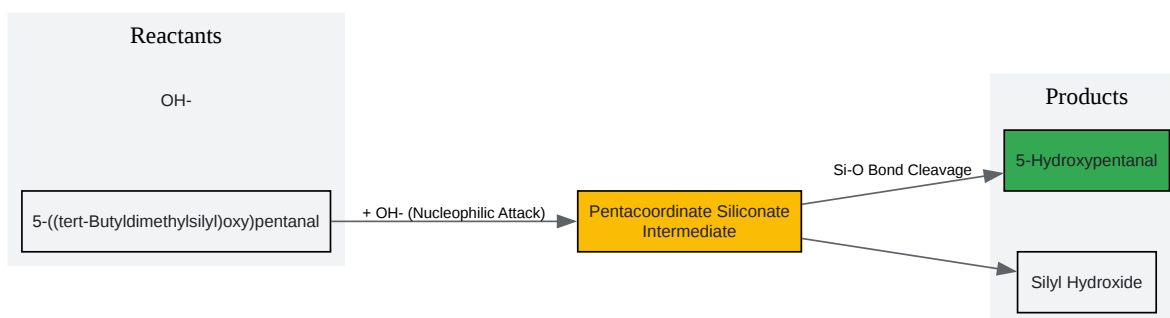 Reactants
OH-
5-((tert-Butyldimethylsilyl)oxy)pentanal
+ OH- (Nucleophilic Attack)
Pentacoordinate Siliconate
Intermediate
Si-O Bond Cleavage
Products
5-Hydroxypentanal
Silyl Hydroxide